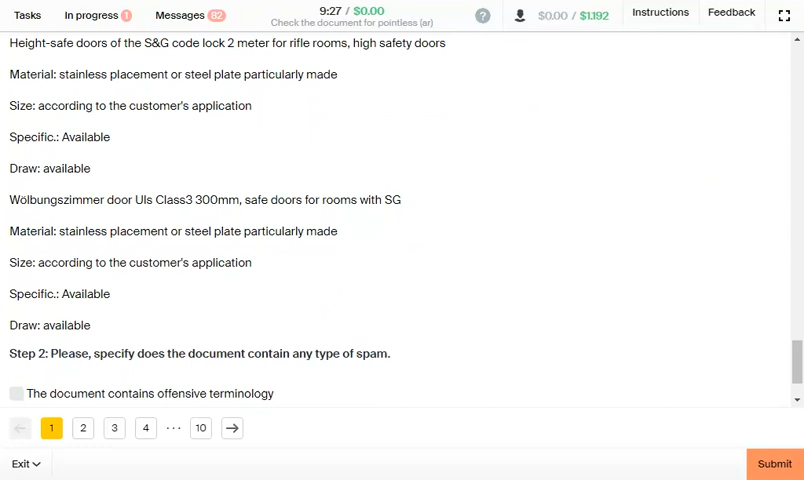 Tasks In progress 1 Messages 82 9:27 / $0.00 ? $0.00 / $1.192 Instructions Feedback
Check the document for pointless (ar)
Height-safe doors of the S&G code lock 2 meter for rifle rooms, high safety doors
Material: stainless placement or steel plate particularly made
Size: according to the customer's application
Specific.: Available
Draw: available
Wölbungszimmer door Uls Class3 300mm, safe doors for rooms with SG
Material: stainless placement or steel plate particularly made
Size: according to the customer's application
Specific.: Available
Draw: available
Step 2: Please, specify does the document contain any type of spam.
The document contains offensive terminology
1 2 3 4 ... 10
Exit Submit